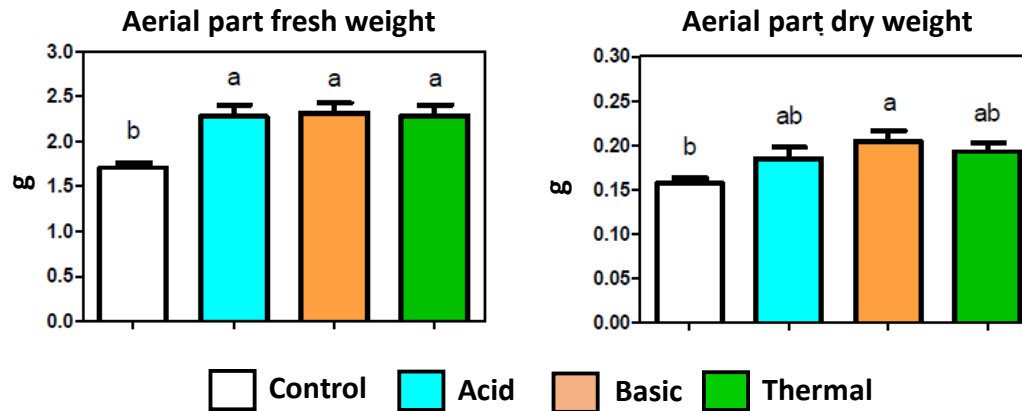 Aerial part fresh weight
3.0
2.5
2.0
1.5
1.0
0.5
0.0
g
b
a
a
a
Aerial part dry weight
0.30
0.25
0.20
0.15
0.10
0.05
0.00
g
b
ab
a
ab
Control Acid Basic Thermal